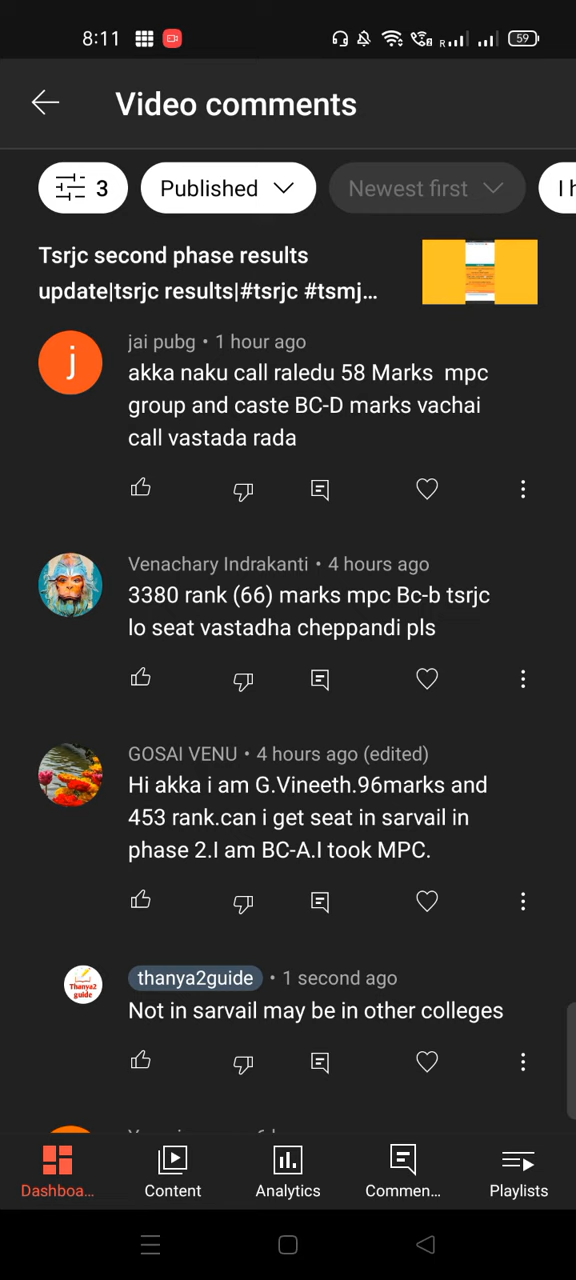 8:11
59
Video comments
3
Published
Newest first
I h
Tsrjc second phase results
update|tsrjc results|#tsrjc #tsmj...
j
jai pubg • 1 hour ago
akka naku call raledu 58 Marks mpc
group and caste BC-D marks vachai
call vastada rada
Venachary Indrakanti • 4 hours ago
3380 rank (66) marks mpc Bc-b tsrjc
lo seat vastadha cheppandi pls
GOSAI VENU • 4 hours ago (edited)
Hi akka i am G.Vineeth.96marks and
453 rank.can i get seat in sarvail in
phase 2.I am BC-A.I took MPC.
Thanya2
guide
thanya2guide • 1 second ago
Not in sarvail may be in other colleges
Dashboa...
Content
Analytics
Commen...
Playlists